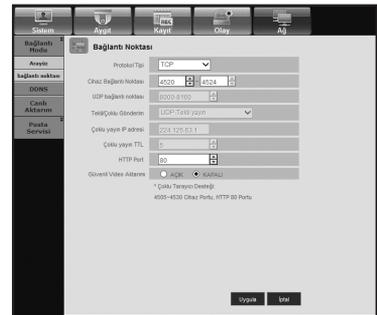 Sistem Aygıt Kayıt Olay Ağ
REC
Bağlantı Modu
Arayüz
bağlantı noktası
DDNS
Canlı Aktarım
Posta Servisi
Bağlantı Noktası
Protokol Tipi TCP
Cihaz Bağlantı Noktası 4520 - 4524
UDP bağlantı noktası 8000-8160
Tekli/Çoklu Gönderim UDP:Tekil yayın
Çoklu yayın IP adresi 224.126.63.1
Çoklu yayın TTL 5
HTTP Port 80
Güvenli Video Aktarımı AÇIK KAPALI
* Çoklu Tarayıcı Desteği
4505~4530 Cihaz Portu, HTTP 80 Portu
Uygula İptal